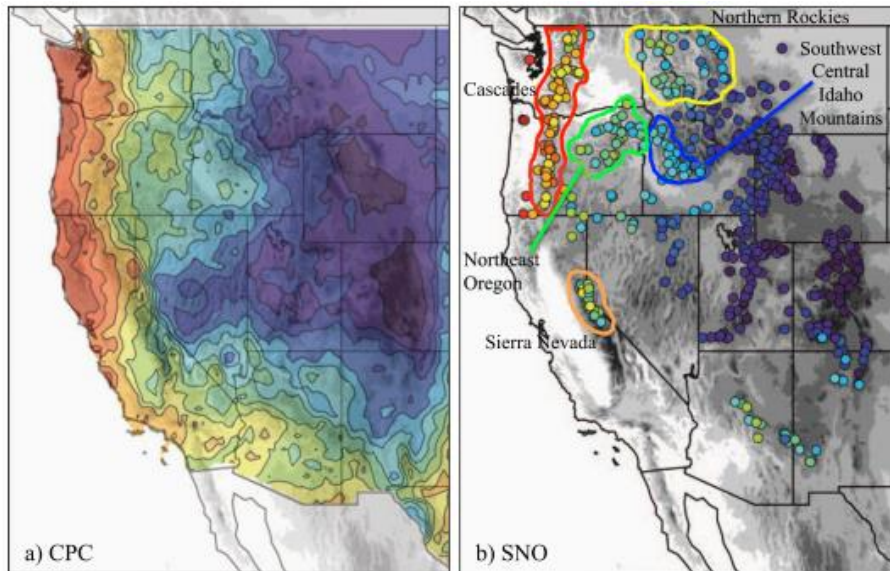 a) CPC
Northern Rockies
Southwest
Central
Idaho
Mountains
Cascades
Northeast
Oregon
Sierra Nevada
b) SNO